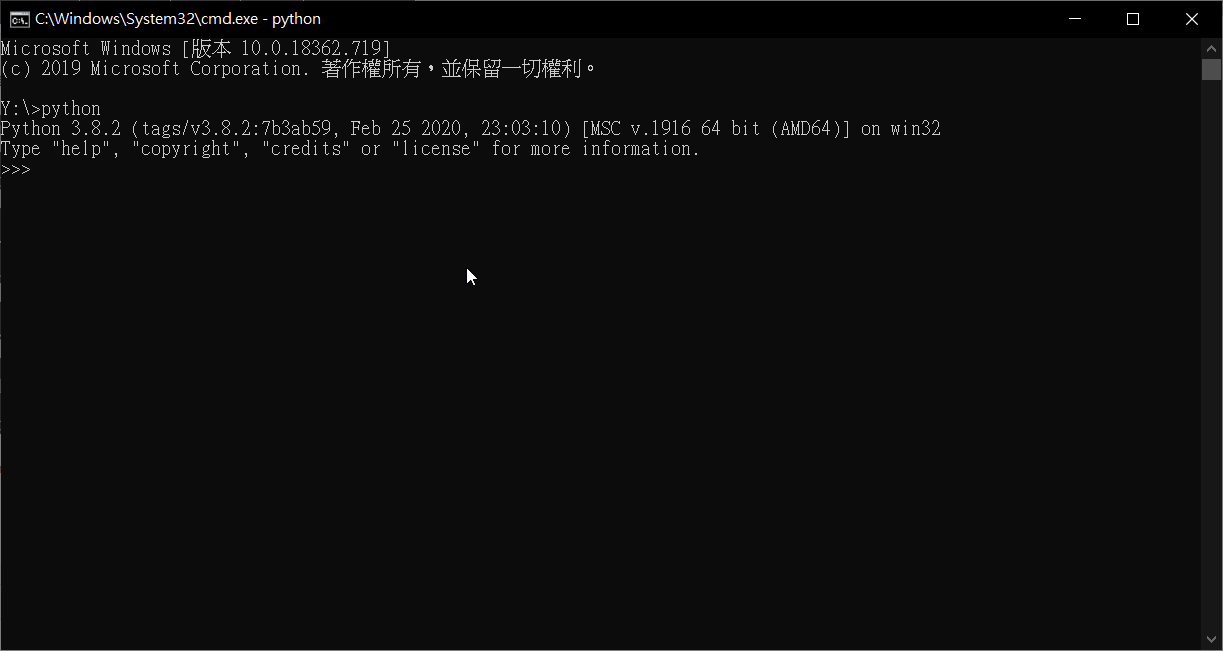 C:\Windows\System32\cmd.exe - python
Microsoft Windows [版本 10.0.18362.719]
(c) 2019 Microsoft Corporation. 著作權所有，並保留一切權利。
Y:\>python
Python 3.8.2 (tags/v3.8.2:7b3ab59, Feb 25 2020, 23:03:10) [MSC v.1916 64 bit (AMD64)] on win32
Type "help", "copyright", "credits" or "license" for more information.
>>>